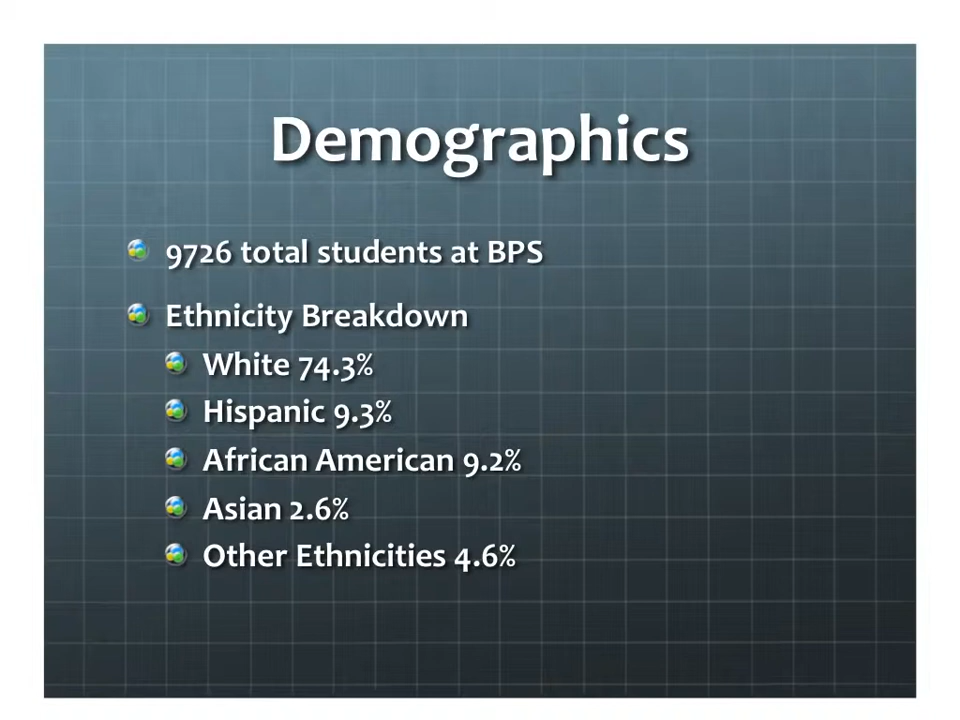 Demographics
9726 total students at BPS
Ethnicity Breakdown
White 74.3%
Hispanic 9.3%
African American 9.2%
Asian 2.6%
Other Ethnicities 4.6%